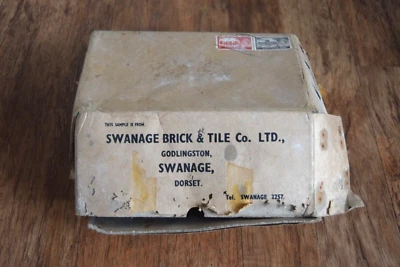 THIS SAMPLE IS FROM
SWANAGE BRICK & TILE Co. LTD.,
GODLINGSTON,
SWANAGE,
DORSET.
Tel. SWANAGE 2257.